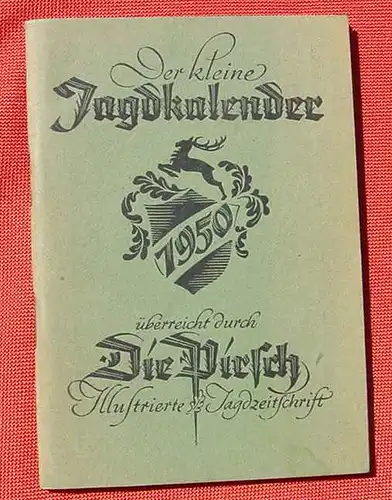 Der kleine
Jagdkalender
1950
überreicht durch
Die Pirsch
Illustrierte Jagdzeitschrift